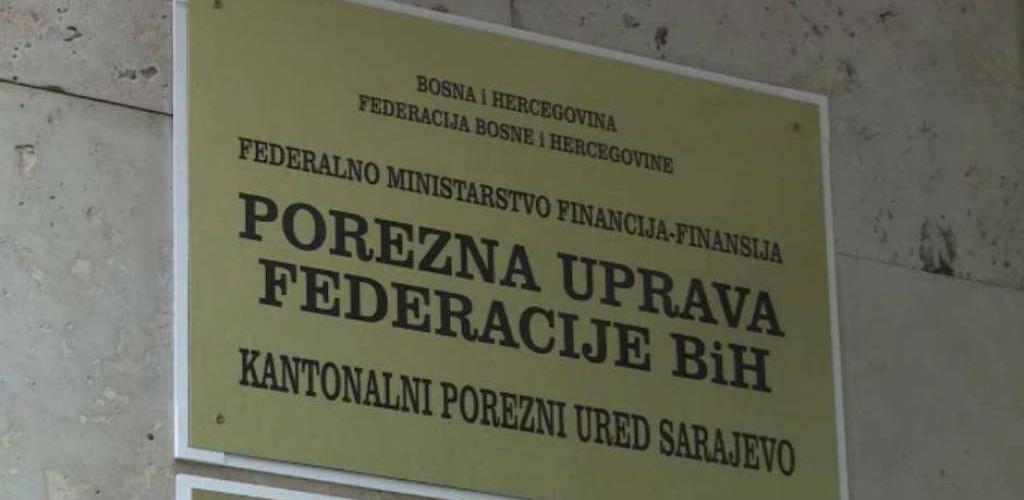 BOSNA i HERCEGOVINA
FEDERACIJA BOSNE i HERCEGOVINE
FEDERALNO MINISTARSTVO FINANCIJA-FINANSIJA
POREZNA UPRAVA
FEDERACIJE BiH
KANTONALNI POREZNI URED SARAJEVO